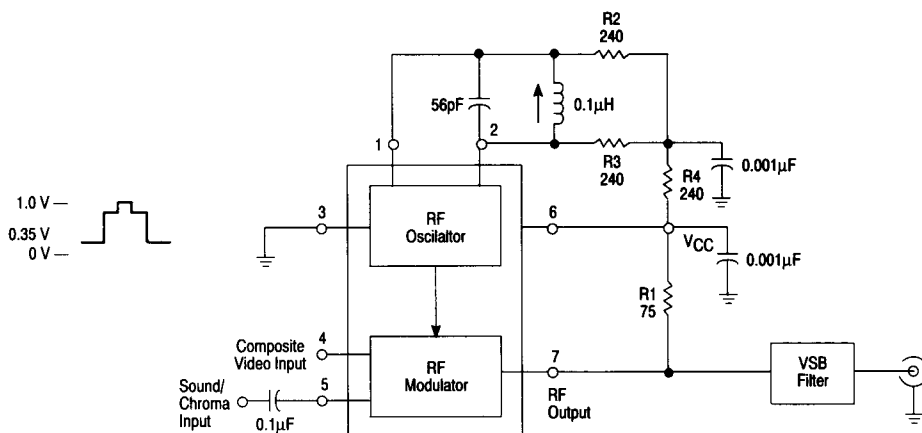 R2
240
56pF
0.1μH
1
2
R3
240
R4
240
0.001μF
1.0 V
0.35 V
0 V
3
RF
Oscilaltor
6
VCC
0.001μF
R1
75
Composite
Video Input
4
RF
Modulator
7
RF
Output
VSB
Filter
Sound/
Chroma
Input
0.1μF
5